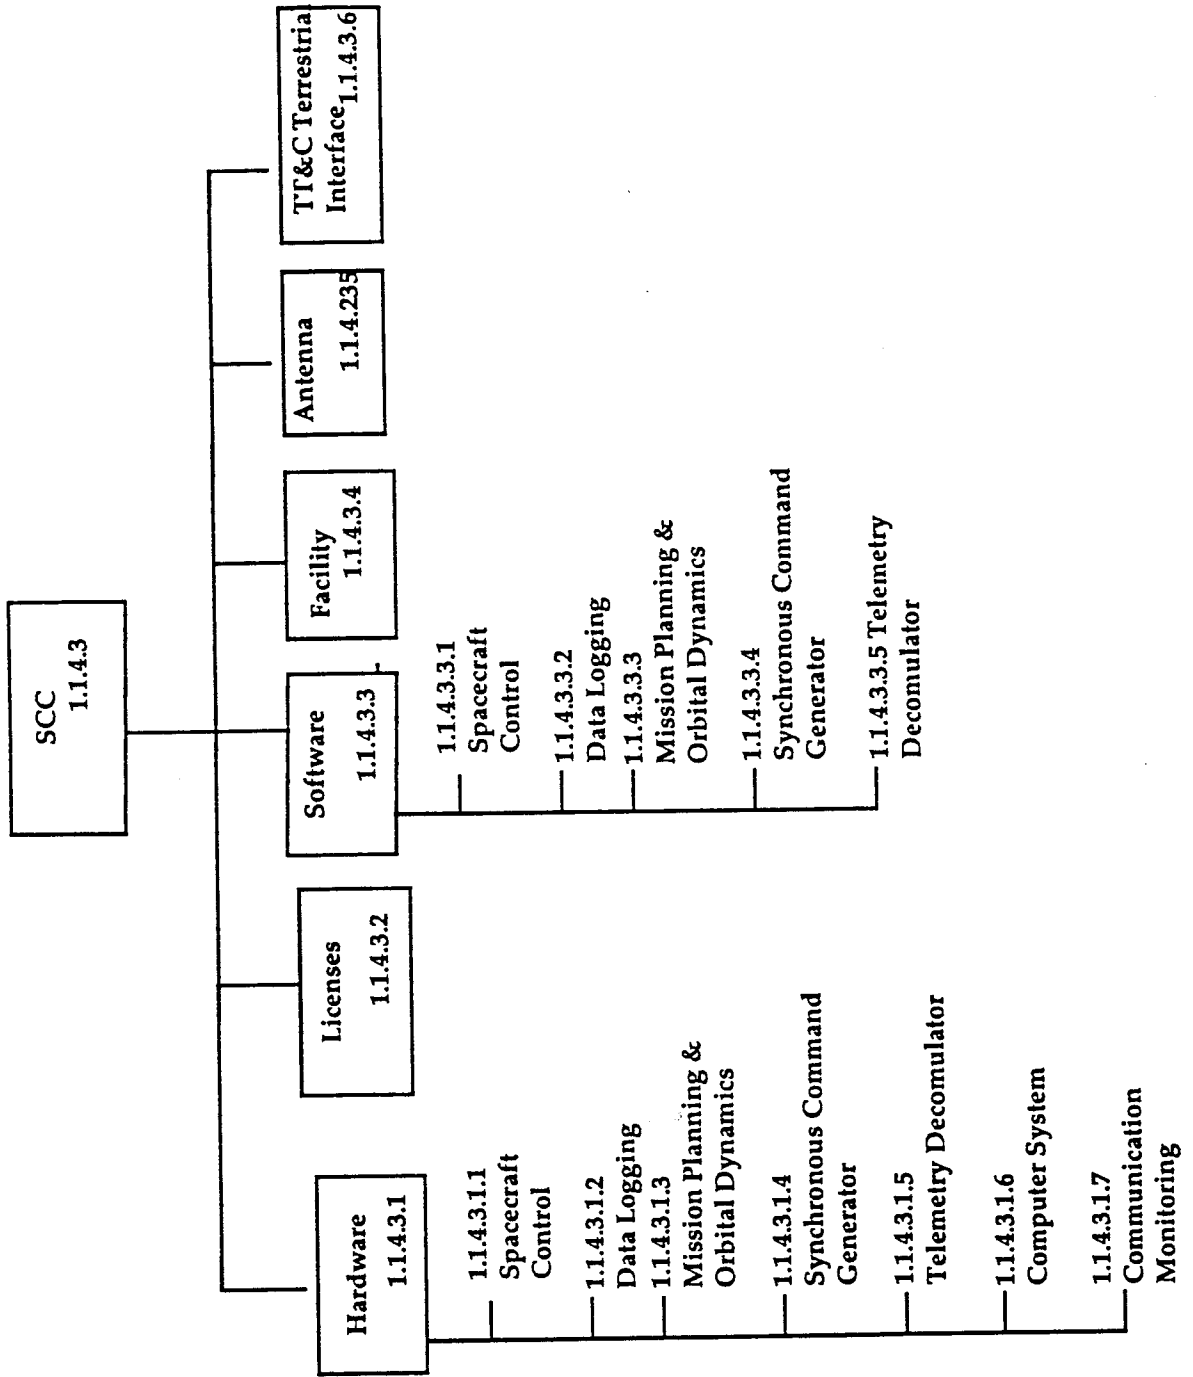 SCC
1.1.4.3
Hardware
1.1.4.3.1
Licenses
1.1.4.3.2
Software
1.1.4.3.3
Facility
1.1.4.3.4
Antenna
1.1.4.235
TT&C Terrestrial
Interface 1.1.4.3.6
1.1.4.3.1.1
Spacecraft
Control
1.1.4.3.1.2
Data Logging
1.1.4.3.1.3
Mission Planning &
Orbital Dynamics
1.1.4.3.1.4
Synchronous Command
Generator
1.1.4.3.1.5
Telemetry Decomulator
1.1.4.3.1.6
Computer System
1.1.4.3.1.7
Communication
Monitoring
1.1.4.3.3.1
Spacecraft
Control
1.1.4.3.3.2
Data Logging
1.1.4.3.3.3
Mission Planning &
Orbital Dynamics
1.1.4.3.3.4
Synchronous Command
Generator
1.1.4.3.3.5 Telemetry
Decomulator